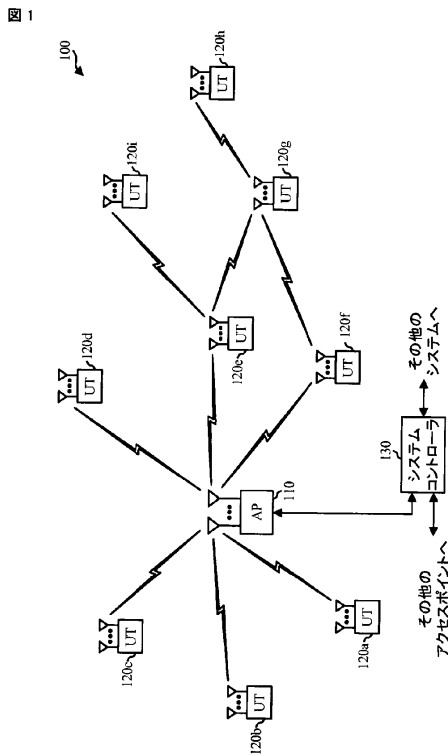 図1
100
120h
UT
120i
UT
120g
UT
120d
UT
120e
UT
120f
UT
110
AP
120c
UT
120b
UT
120a
UT
130
システム
コントローラ
その他の
システムへ
その他の
アクセスポイントへ